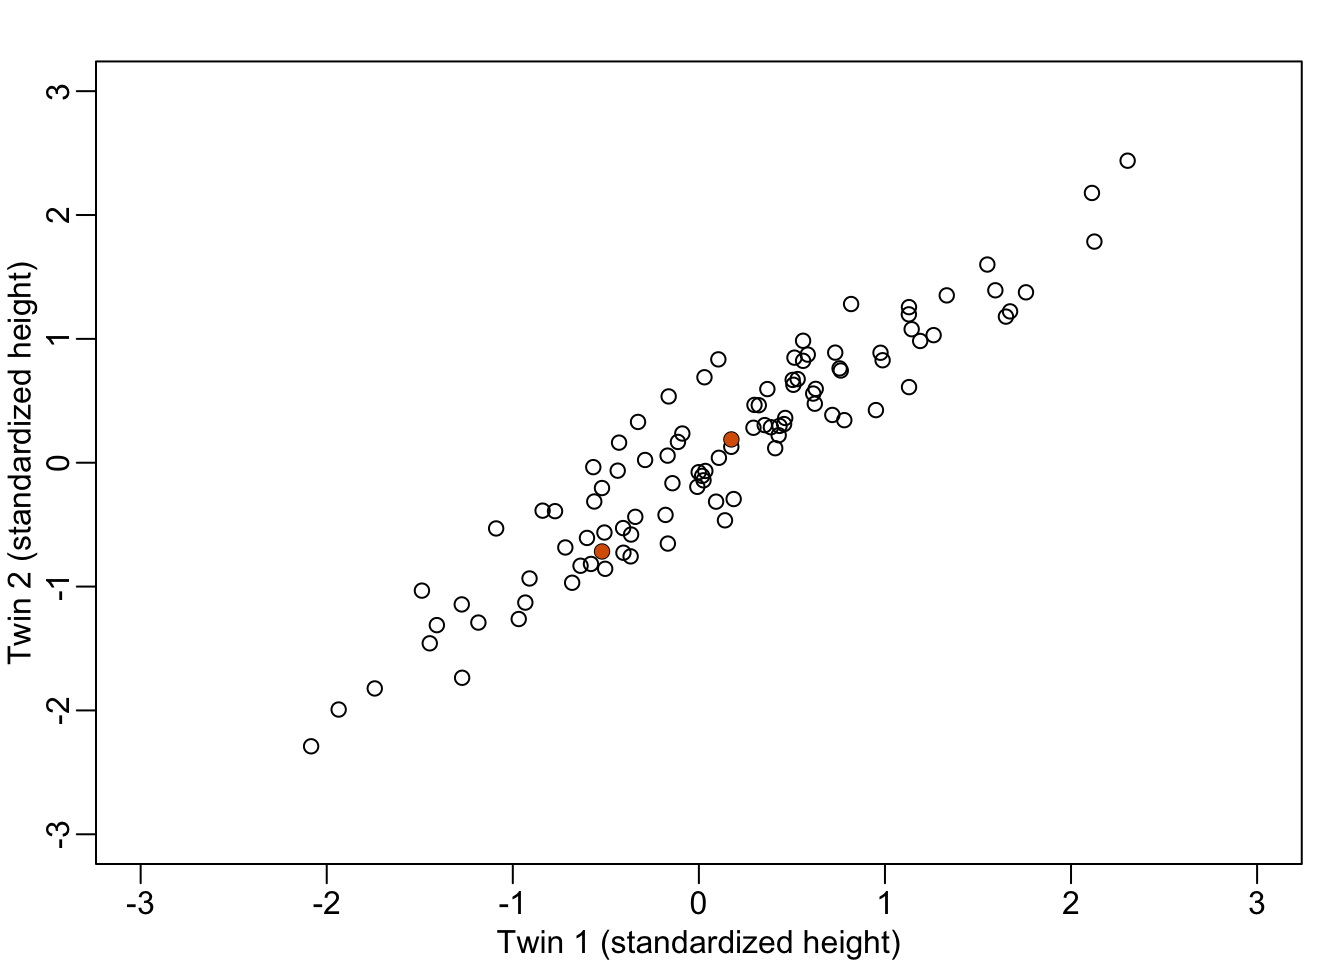 3
2
1
0
-1
-2
-3
Twin 2 (standardized height)
-3 -2 -1 0 1 2 3
Twin 1 (standardized height)